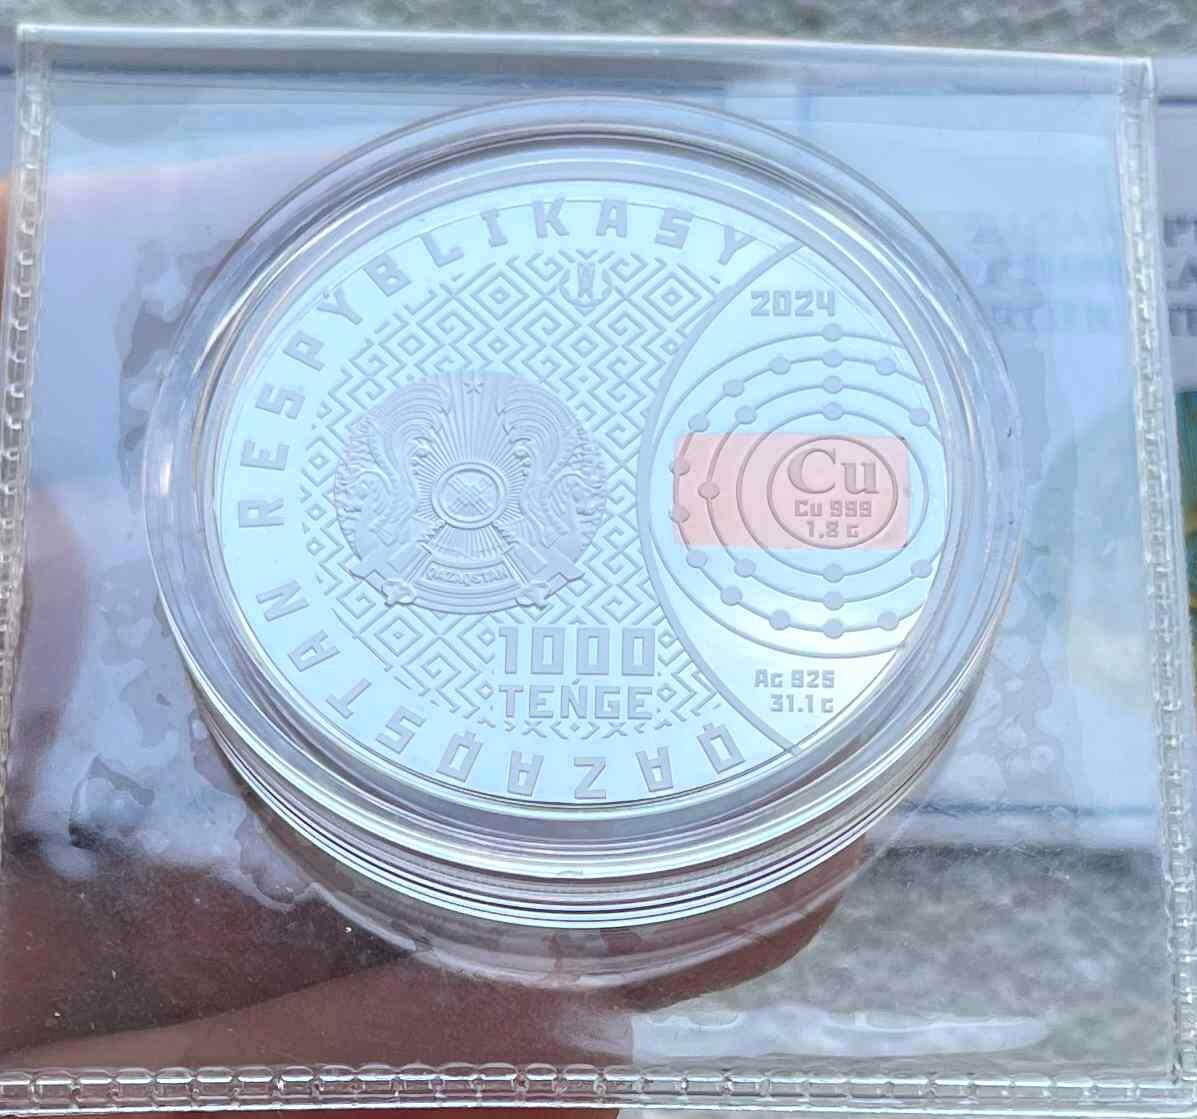 QAZAQSTAN RESPÝBLIKASY
2024
Cu
Cu 999
1,8 G
QAZAQSTAN
1000
TEŃGE
AG 925
31.1 G